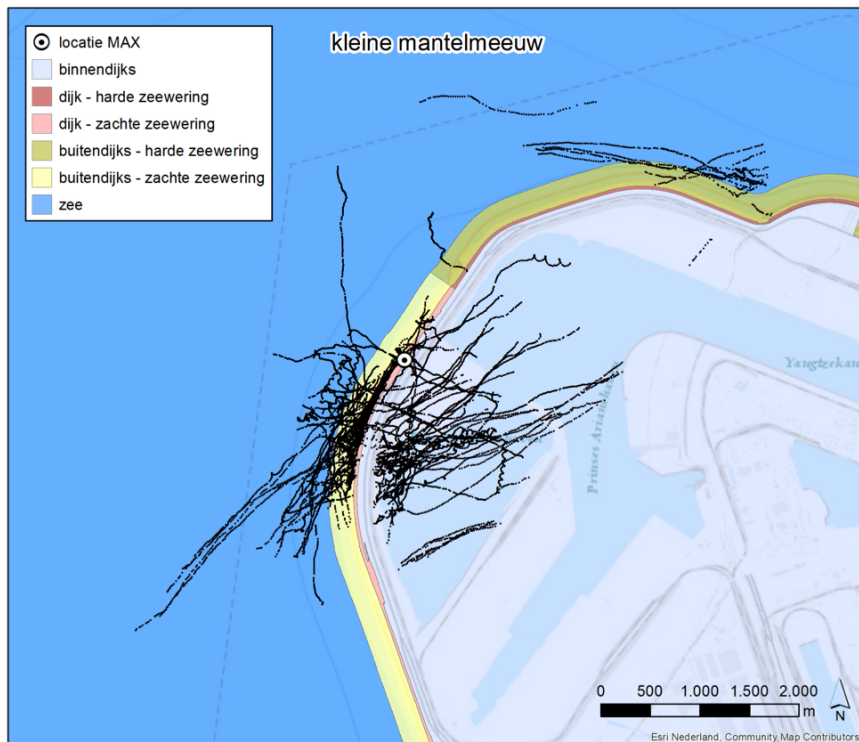 kleine mantelmeeuw
locatie MAX
binnendijks
dijk - harde zeewering
dijk - zachte zeewering
buitendijks - harde zeewering
buitendijks - zachte zeewering
zee
Yangtzekan
Prinses
0 500 1.000 1.500 2.000
m
N
Esri Nederland, Community Map Contributors